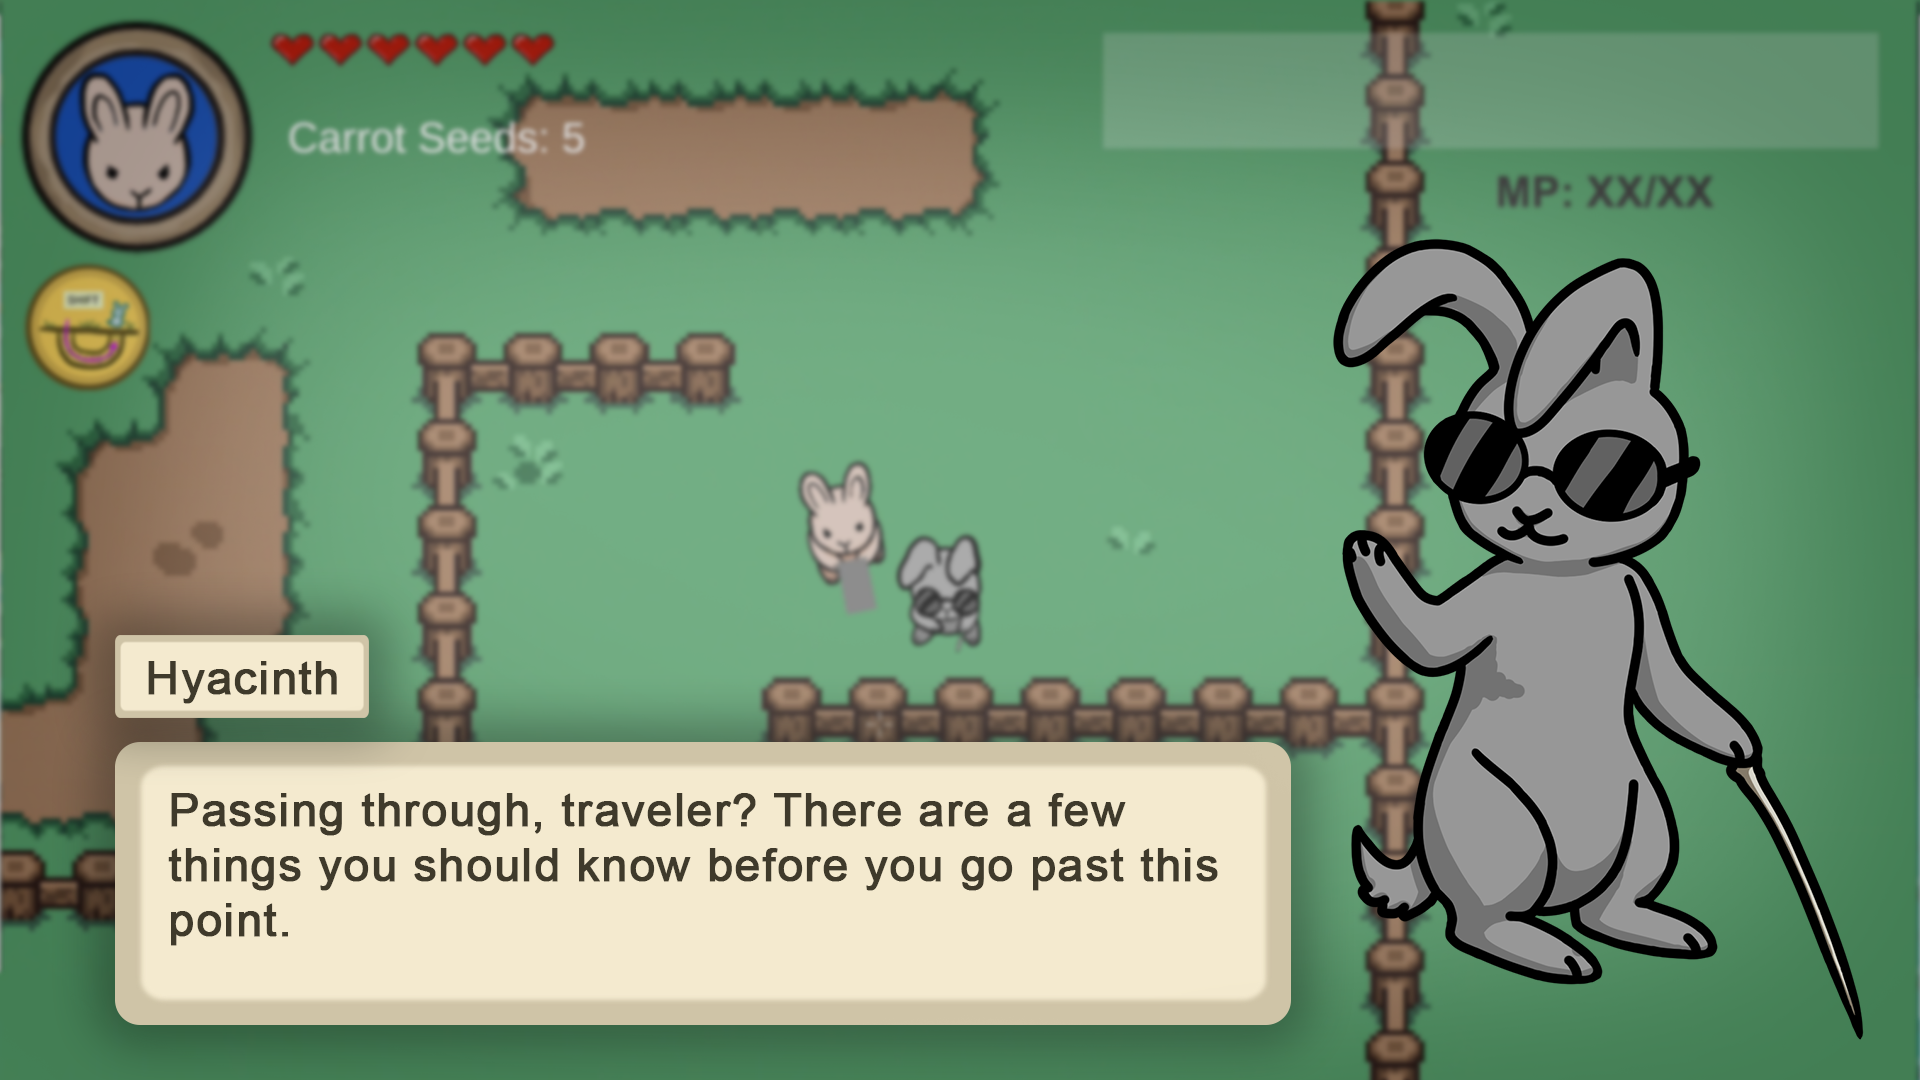 Carrot Seeds: 5
MP: XX/XX
SHIFT
Hyacinth
Passing through, traveler? There are a few
things you should know before you go past this
point.